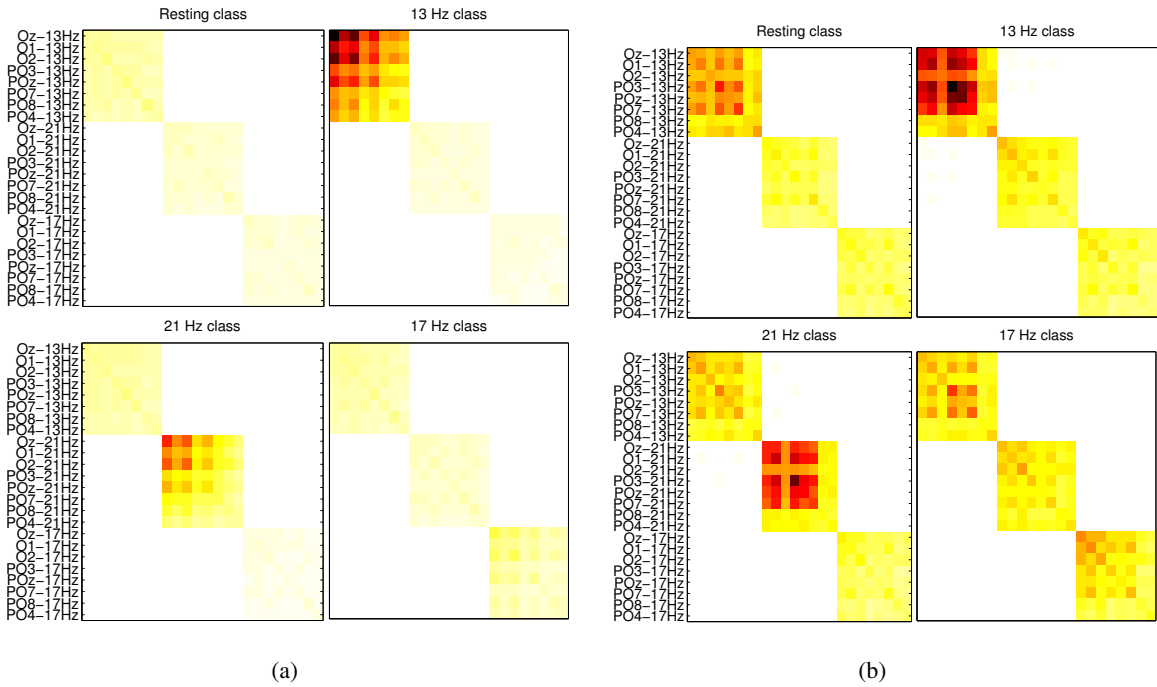 Resting class
13 Hz class
Oz−13Hz
O1−13Hz
O2−13Hz
PO3−13Hz
POz−13Hz
PO7−13Hz
PO8−13Hz
PO4−13Hz
Oz−21Hz
O1−21Hz
O2−21Hz
PO3−21Hz
POz−21Hz
PO7−21Hz
PO8−21Hz
PO4−21Hz
Oz−17Hz
O1−17Hz
O2−17Hz
PO3−17Hz
POz−17Hz
PO7−17Hz
PO8−17Hz
PO4−17Hz
21 Hz class
17 Hz class
Oz−13Hz
O1−13Hz
O2−13Hz
PO3−13Hz
POz−13Hz
PO7−13Hz
PO8−13Hz
PO4−13Hz
Oz−21Hz
O1−21Hz
O2−21Hz
PO3−21Hz
POz−21Hz
PO7−21Hz
PO8−21Hz
PO4−21Hz
Oz−17Hz
O1−17Hz
O2−17Hz
PO3−17Hz
POz−17Hz
PO7−17Hz
PO8−17Hz
PO4−17Hz
(a)
Resting class
13 Hz class
Oz−13Hz
O1−13Hz
O2−13Hz
PO3−13Hz
POz−13Hz
PO7−13Hz
PO8−13Hz
PO4−13Hz
Oz−21Hz
O1−21Hz
O2−21Hz
PO3−21Hz
POz−21Hz
PO7−21Hz
PO8−21Hz
PO4−21Hz
Oz−17Hz
O1−17Hz
O2−17Hz
PO3−17Hz
POz−17Hz
PO7−17Hz
PO8−17Hz
PO4−17Hz
21 Hz class
17 Hz class
Oz−13Hz
O1−13Hz
O2−13Hz
PO3−13Hz
POz−13Hz
PO7−13Hz
PO8−13Hz
PO4−13Hz
Oz−21Hz
O1−21Hz
O2−21Hz
PO3−21Hz
POz−21Hz
PO7−21Hz
PO8−21Hz
PO4−21Hz
Oz−17Hz
O1−17Hz
O2−17Hz
PO3−17Hz
POz−17Hz
PO7−17Hz
PO8−17Hz
PO4−17Hz
(b)